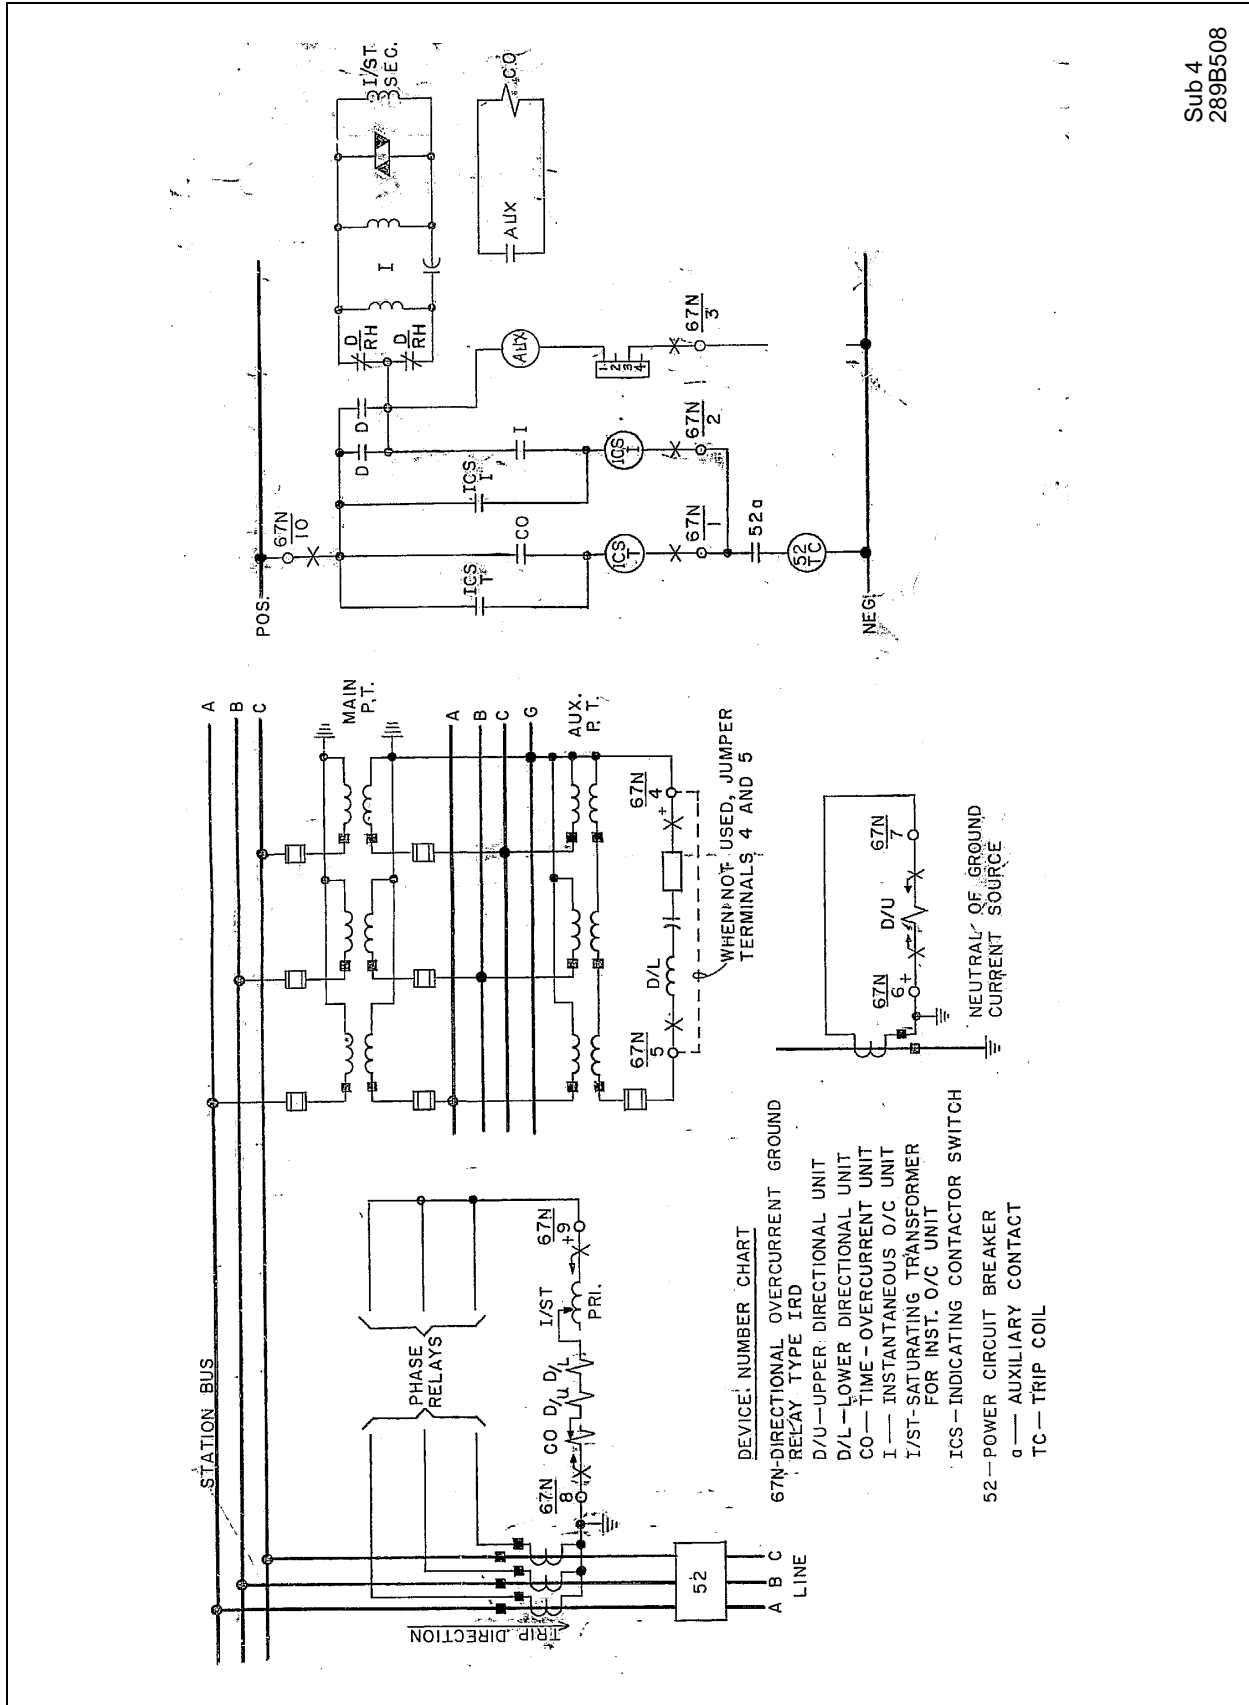 Sub 4
289B508
STATION BUS
A
B
C
TRIP DIRECTION
PHASE
RELAYS
67N
8
CO
D/U
D/L
I/ST
PRI.
67N
+9
52
A
B
C
LINE
MAIN
P.T.
A
B
C
G
AUX.
P.T.
67N
5
D/L
67N
4
+
WHEN NOT USED, JUMPER
TERMINALS 4 AND 5
67N
6
+
D/U
67N
7
NEUTRAL OF GROUND
CURRENT SOURCE
POS.
67N
10
ICS
T
CO
ICS
I
D
D
I
D
RH
D
RH
I
I/ST
SEC.
AUX
CO
ICS
T
ICS
I
AUX
1
2
3
4
67N
1
67N
2
67N
3
52a
52
TC
NEG.
DEVICE NUMBER CHART
67N-DIRECTIONAL OVERCURRENT GROUND
RELAY TYPE IRD
D/U—UPPER DIRECTIONAL UNIT
D/L—LOWER DIRECTIONAL UNIT
CO—TIME-OVERCURRENT UNIT
I — INSTANTANEOUS O/C UNIT
I/ST-SATURATING TRANSFORMER
FOR INST. O/C UNIT
ICS-INDICATING CONTACTOR SWITCH
52—POWER CIRCUIT BREAKER
a — AUXILIARY CONTACT
TC — TRIP COIL